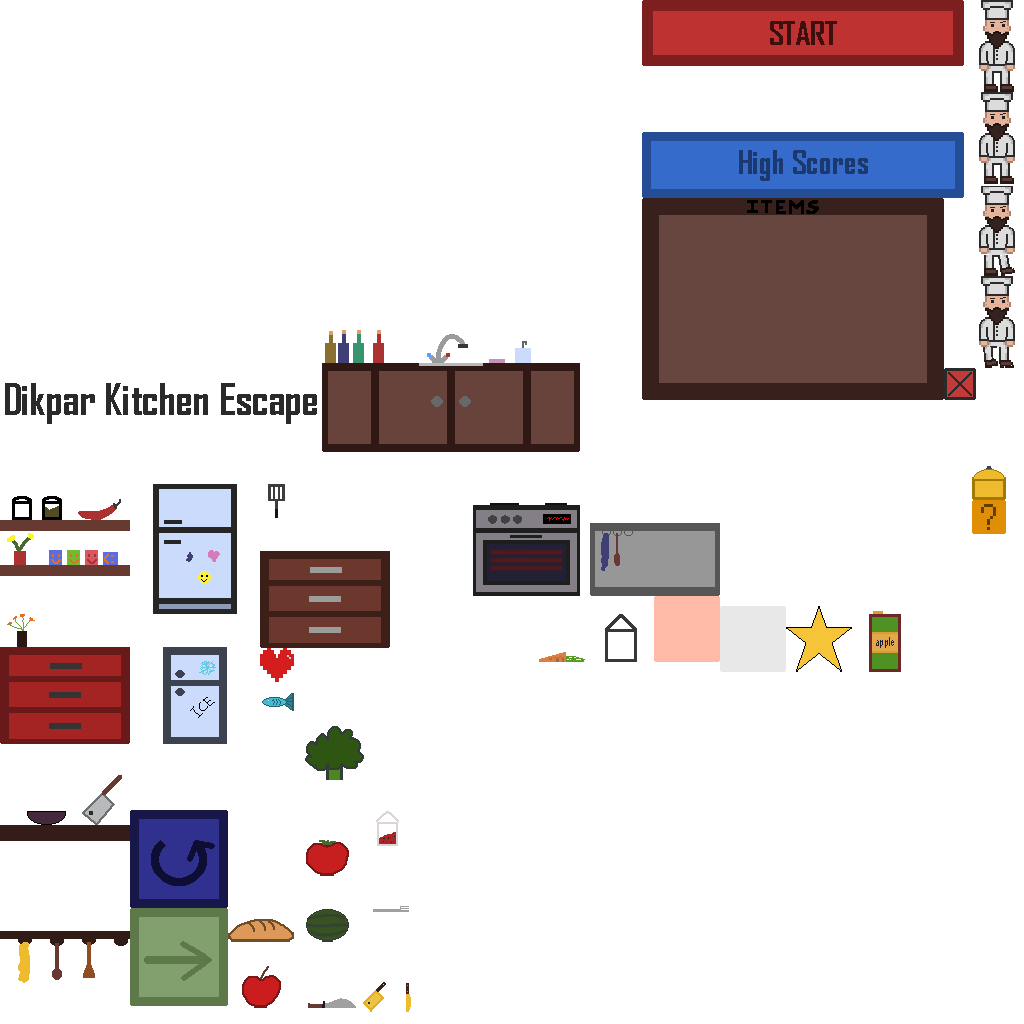 START
High Scores
ITEMS
Dikpar Kitchen Escape
?
apple
ICE